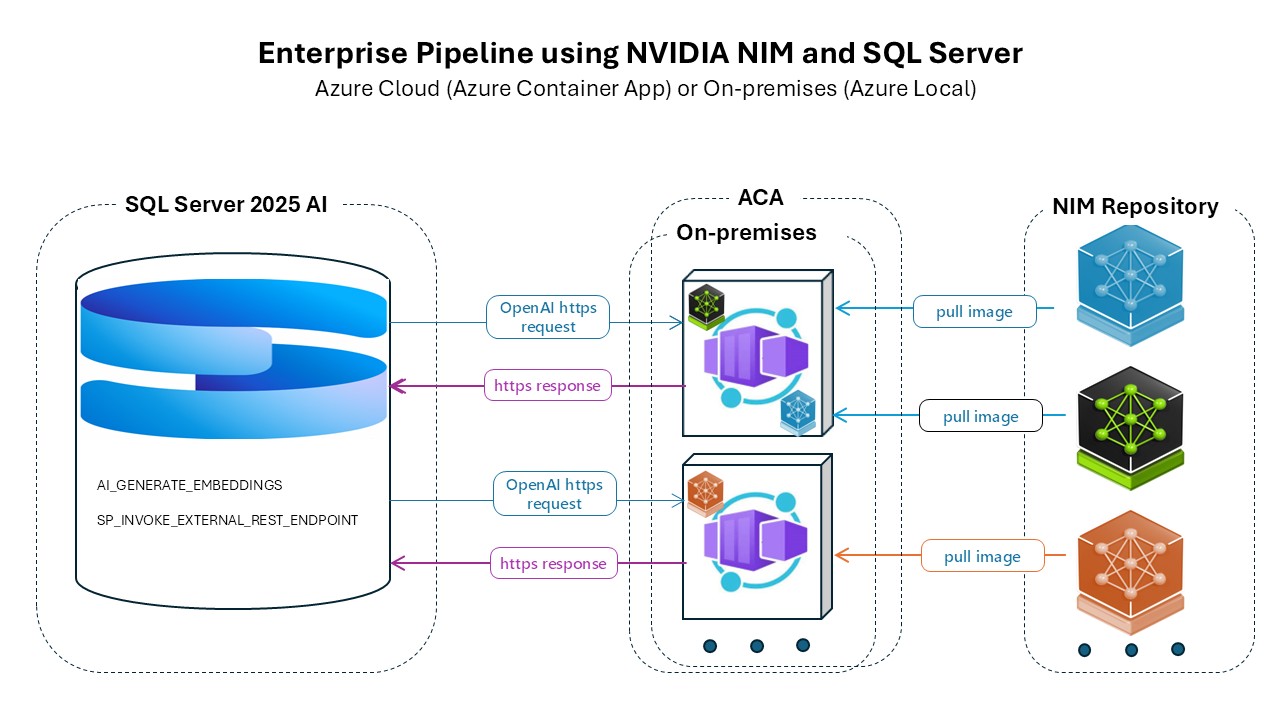 Enterprise Pipeline using NVIDIA NIM and SQL Server
Azure Cloud (Azure Container App) or On-premises (Azure Local)
SQL Server 2025 AI
AI_GENERATE_EMBEDDINGS
SP_INVOKE_EXTERNAL_REST_ENDPOINT
OpenAI https
request
https response
OpenAI https
request
https response
ACA
On-premises
pull image
pull image
pull image
NIM Repository